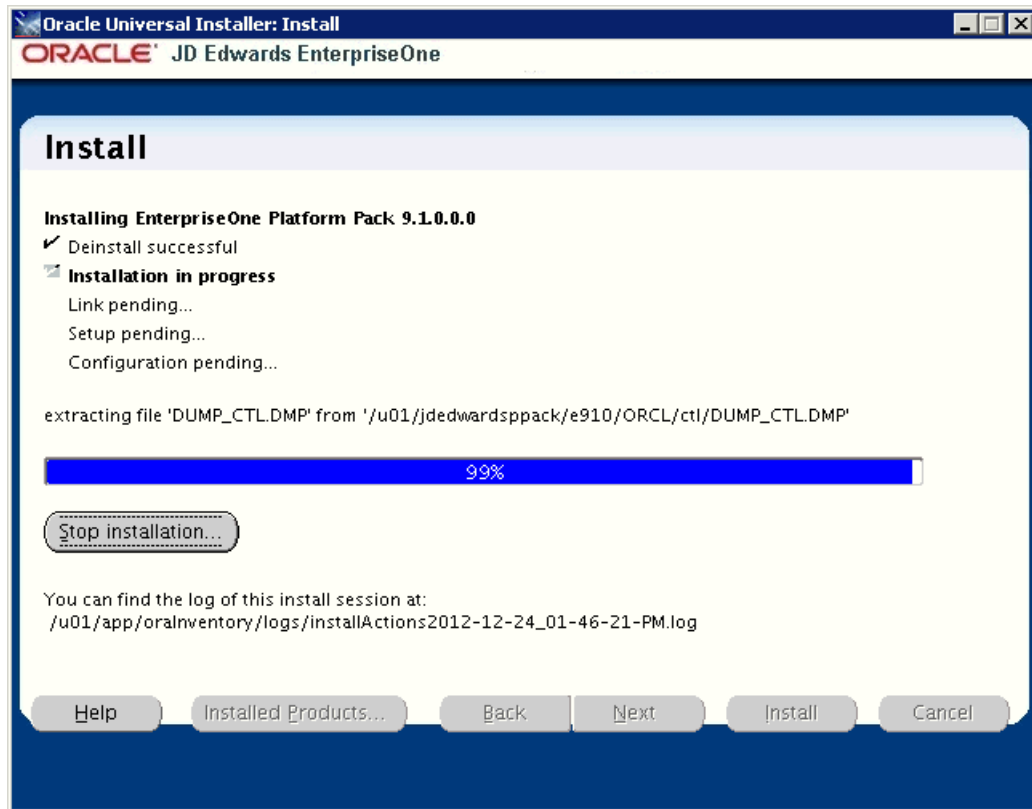 Oracle Universal Installer: Install
ORACLE® JD Edwards EnterpriseOne
Install
Installing EnterpriseOne Platform Pack 9.1.0.0.0
Deinstall successful
Installation in progress
Link pending...
Setup pending...
Configuration pending...
extracting file 'DUMP_CTL.DMP' from '/u01/jdedwardsppack/e910/ORCL/ctl/DUMP_CTL.DMP'
99%
Stop installation...
You can find the log of this install session at:
/u01/app/oraInventory/logs/installActions2012-12-24_01-46-21-PM.log
Help Installed Products... Back Next Install Cancel